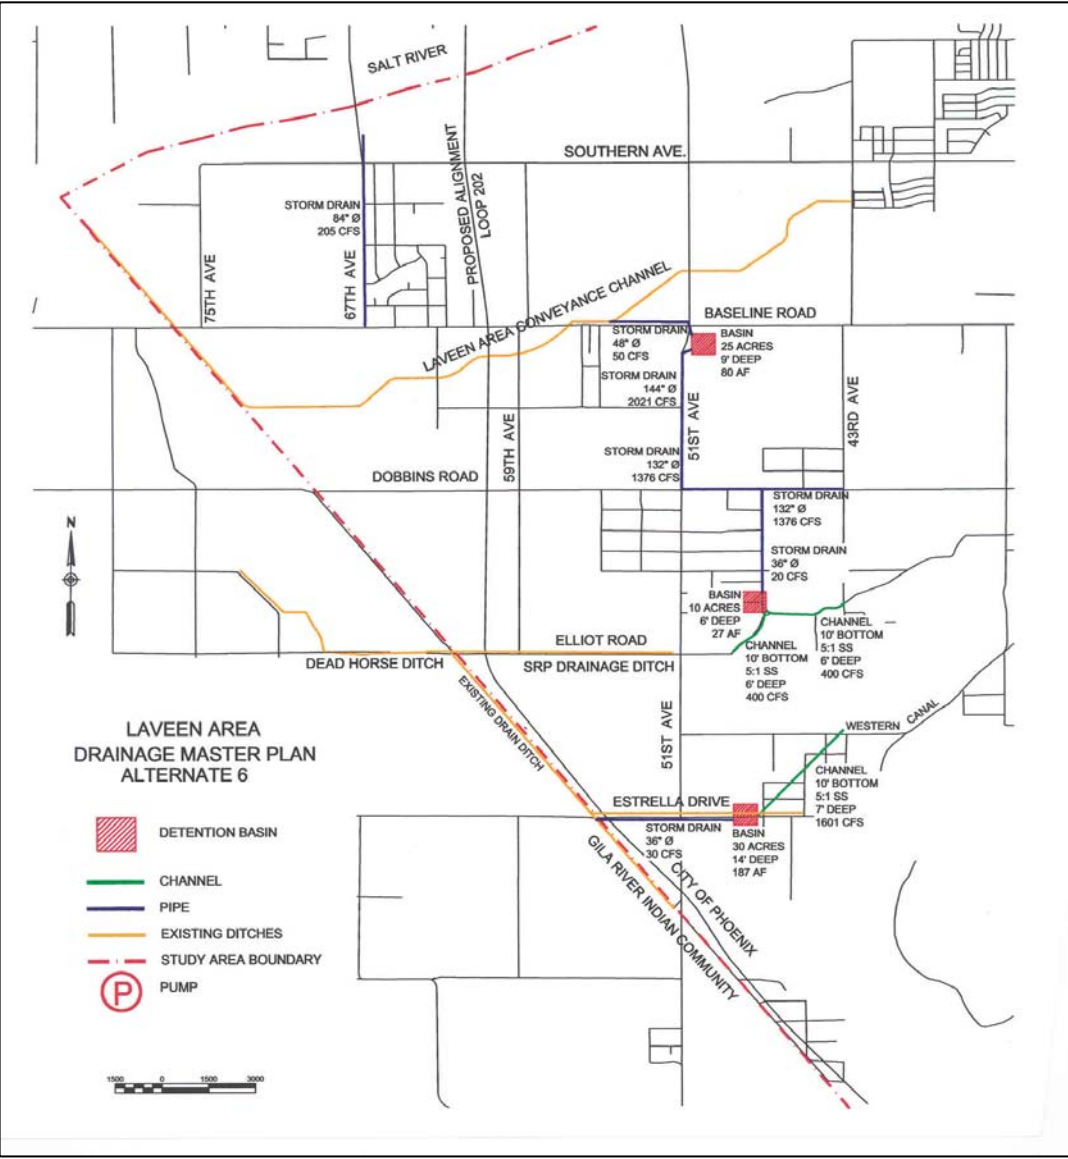 SALT RIVER
SOUTHERN AVE.
PROPOSED ALIGNMENT
LOOP 202
STORM DRAIN
84" Ø
205 CFS
75TH AVE
67TH AVE
LAVEEN AREA CONVEYANCE CHANNEL
BASELINE ROAD
STORM DRAIN
48" Ø
50 CFS
BASIN
25 ACRES
9' DEEP
80 AF
STORM DRAIN
144" Ø
2021 CFS
51ST AVE
43RD AVE
59TH AVE
STORM DRAIN
132" Ø
1376 CFS
DOBBINS ROAD
STORM DRAIN
132" Ø
1376 CFS
N
STORM DRAIN
36" Ø
20 CFS
BASIN
10 ACRES
6' DEEP
27 AF
CHANNEL
10' BOTTOM
5:1 SS
6' DEEP
400 CFS
CHANNEL
10' BOTTOM
5:1 SS
6' DEEP
400 CFS
ELLIOT ROAD
DEAD HORSE DITCH
SRP DRAINAGE DITCH
EXISTING DRAIN DITCH
51ST AVE
WESTERN CANAL
LAVEEN AREA
DRAINAGE MASTER PLAN
ALTERNATE 6
CHANNEL
10' BOTTOM
5:1 SS
7' DEEP
1601 CFS
ESTRELLA DRIVE
STORM DRAIN
36" Ø
30 CFS
BASIN
30 ACRES
14' DEEP
187 AF
CITY OF PHOENIX
GILA RIVER INDIAN COMMUNITY
DETENTION BASIN
CHANNEL
PIPE
EXISTING DITCHES
STUDY AREA BOUNDARY
P PUMP
1500 0 1500 3000